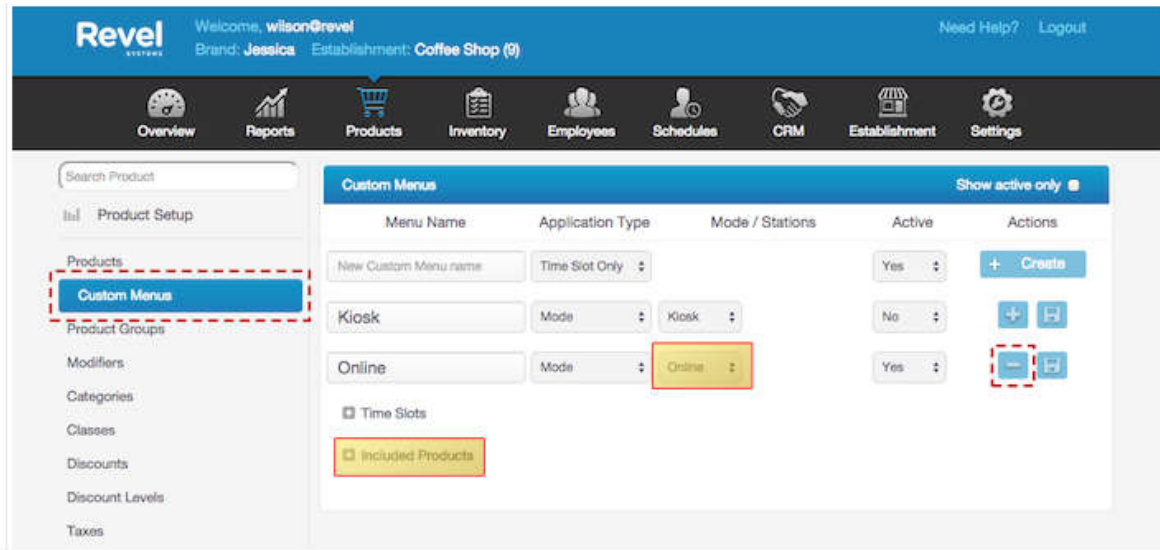 Revel Welcome, wilson@revel Need Help? Logout
SYSTEMS Brand: Jessica Establishment: Coffee Shop (9)
Overview Reports Products Inventory Employees Schedules CRM Establishment Settings
Search Product
Product Setup
Products
Custom Menus
Product Groups
Modifiers
Categories
Classes
Discounts
Discount Levels
Taxes
Custom Menus Show active only
Menu Name Application Type Mode / Stations Active Actions
New Custom Menu name Time Slot Only Yes + Create
Kiosk Mode Kiosk No
Online Mode Online Yes
Time Slots
Included Products